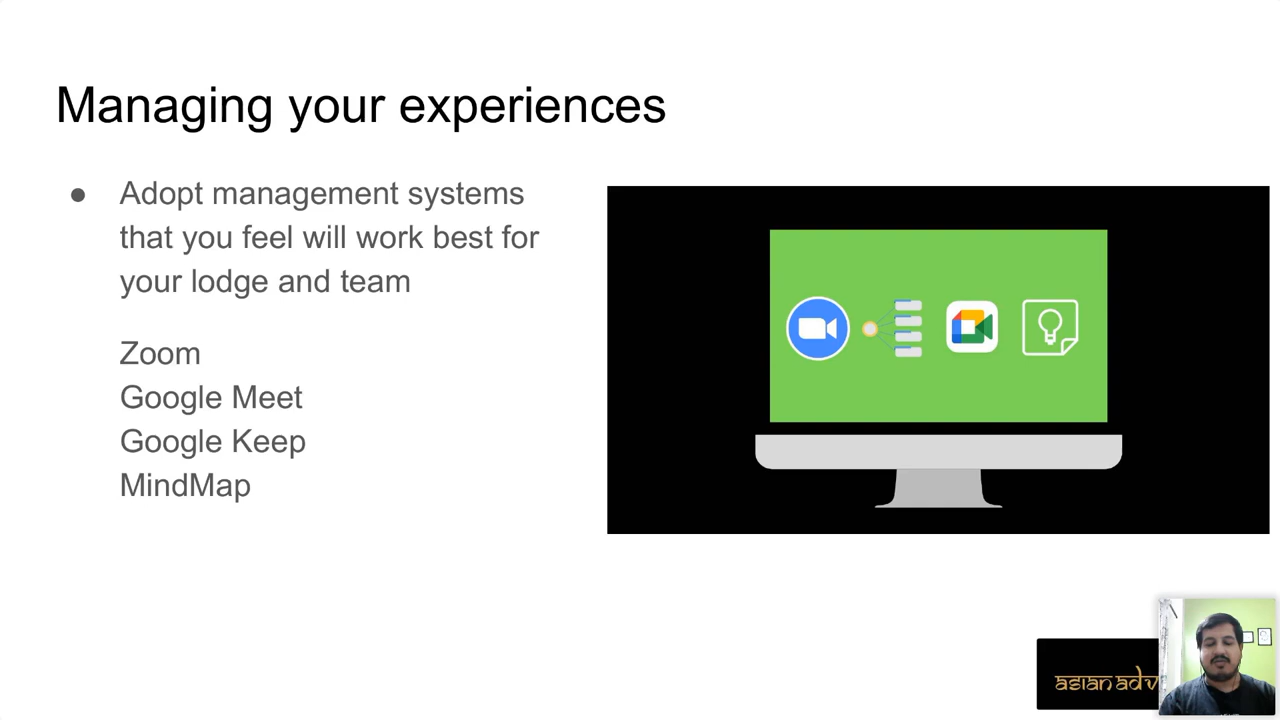 Managing your experiences
● Adopt management systems
that you feel will work best for
your lodge and team
Zoom
Google Meet
Google Keep
MindMap
asian adv